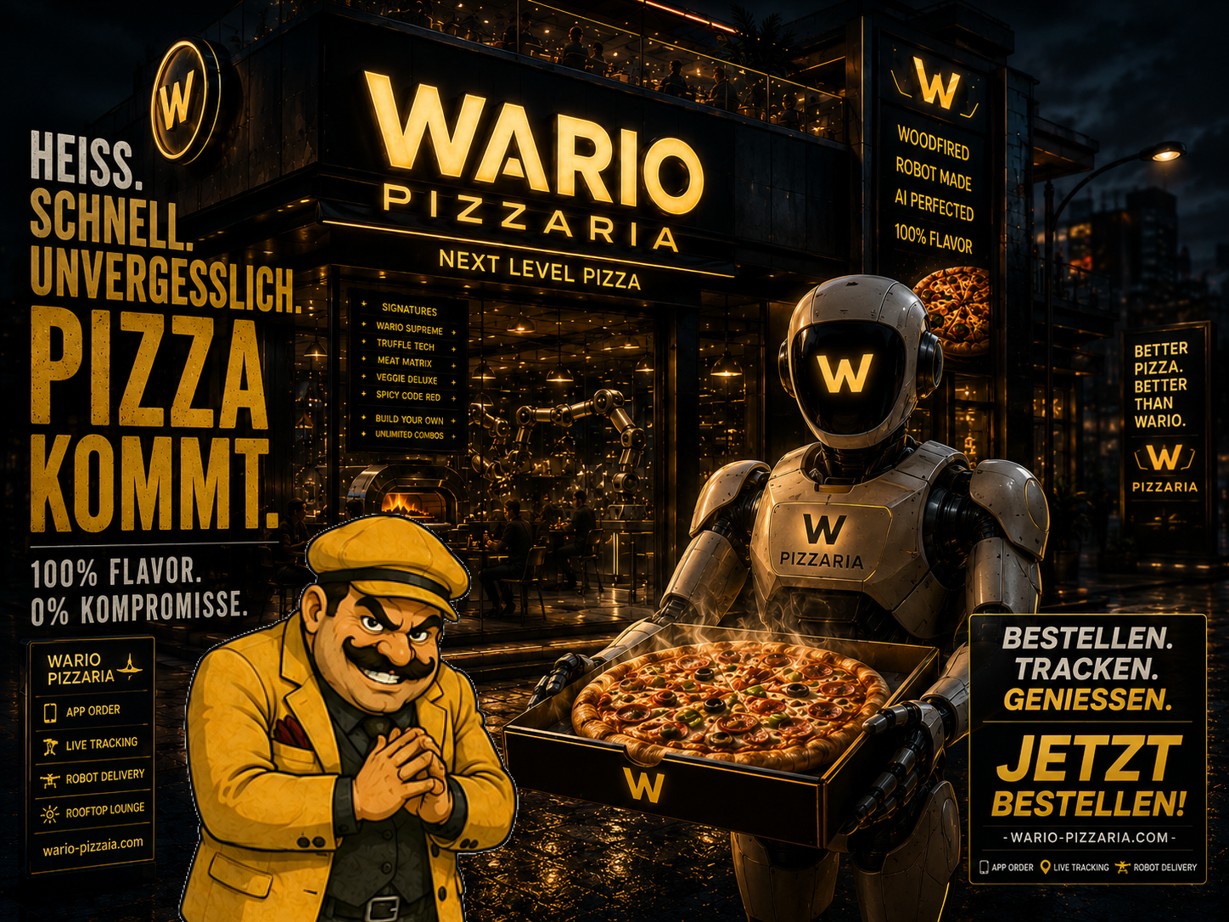 W
WARIO
PIZZARIA
NEXT LEVEL PIZZA
W
WOODFIRED
ROBOT MADE
AI PERFECTED
100% FLAVOR
HEISS.
SCHNELL.
UNVERGESSLICH.
PIZZA
KOMMT.
100% FLAVOR.
0% KOMPROMISSE.
SIGNATURES
WARIO SUPREME
TRUFFLE TECH
MEAT MATRIX
VEGGIE DELUXE
SPICY CODE RED
BUILD YOUR OWN
UNLIMITED COMBOS
W
W
PIZZARIA
W
BETTER
PIZZA.
BETTER
THAN
WARIO.
W
PIZZARIA
WARIO
PIZZARIA
APP ORDER
LIVE TRACKING
ROBOT DELIVERY
ROOFTOP LOUNGE
wario-pizzaia.com
BESTELLEN.
TRACKEN.
GENIESSEN.
JETZT
BESTELLEN!
- WARIO-PIZZARIA.COM -
APP ORDER LIVE TRACKING ROBOT DELIVERY